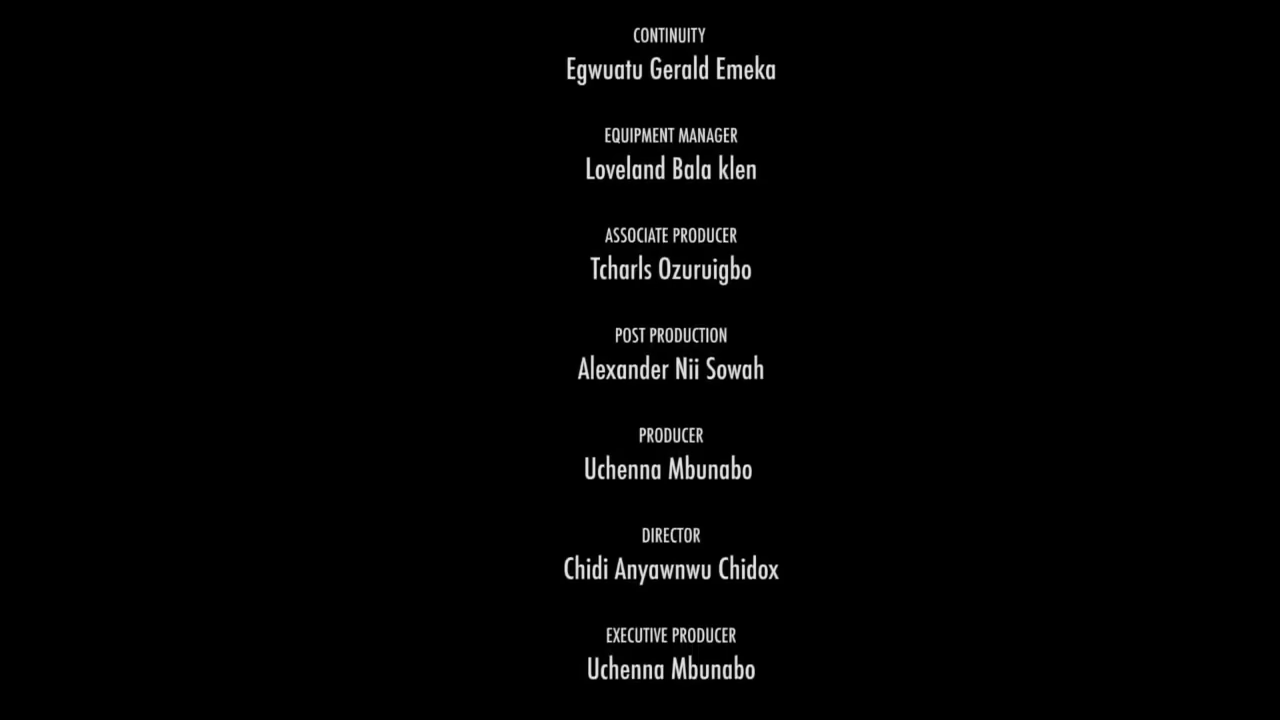 CONTINUITY
Egwuatu Gerald Emeka
EQUIPMENT MANAGER
Loveland Bala klen
ASSOCIATE PRODUCER
Tcharls Ozuruigbo
POST PRODUCTION
Alexander Nii Sowah
PRODUCER
Uchenna Mbunabo
DIRECTOR
Chidi Anyawnwu Chidox
EXECUTIVE PRODUCER
Uchenna Mbunabo